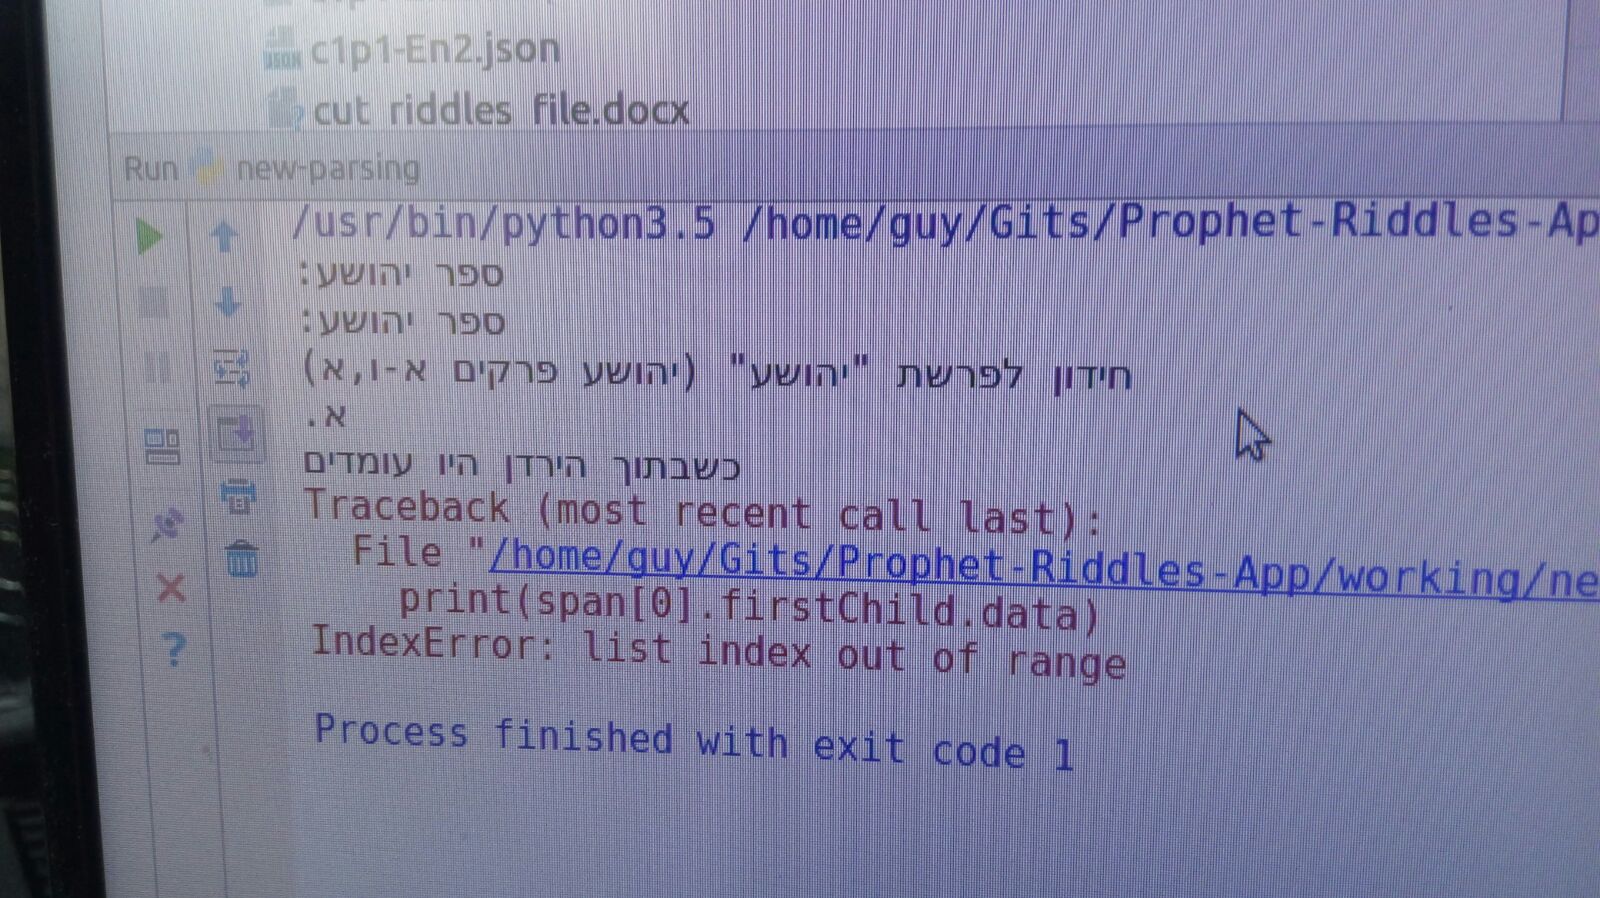 c1p1-En2.json
cut riddles file.docx
Run new-parsing
/usr/bin/python3.5 /home/guy/Gits/Prophet-Riddles-Ap
ספר יהושע:
ספר יהושע:
חידון לפרשת "יהושע" (יהושע פרקים א-ו,א)
א.
כשבתוך הירדן היו עומדים
Traceback (most recent call last):
File "/home/guy/Gits/Prophet-Riddles-App/working/ne
print(span[0].firstChild.data)
IndexError: list index out of range
Process finished with exit code 1